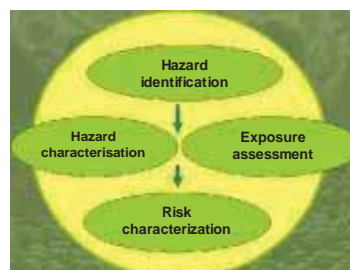 Hazard
identification
Hazard
characterisation
Exposure
assessment
Risk
characterization